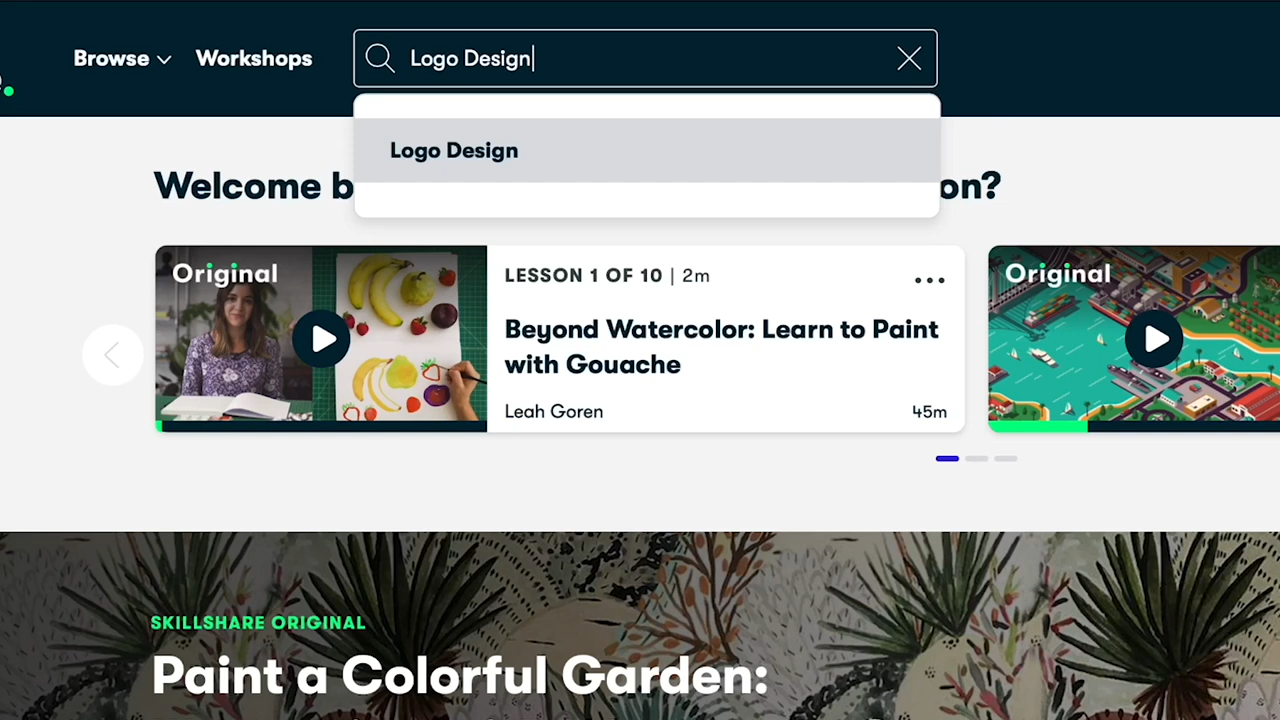 Browse Workshops Logo Design
Logo Design
Welcome b on?
Original
LESSON 1 OF 10 | 2m
Beyond Watercolor: Learn to Paint
with Gouache
Leah Goren 45m
Original
SKILLSHARE ORIGINAL
Paint a Colorful Garden: